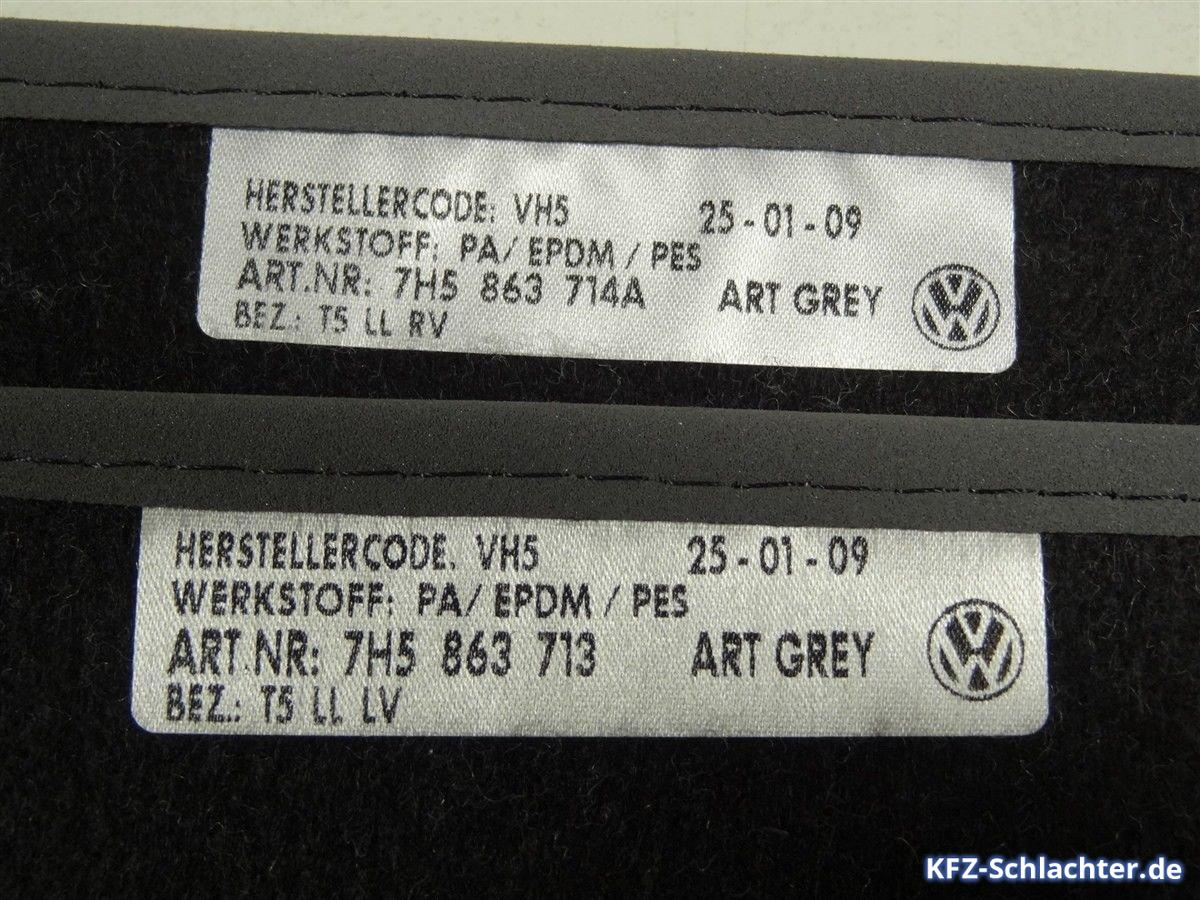 HERSTELLERCODE: VH5 25-01-09
WERKSTOFF: PA/ EPDM / PES
ART.NR: 7H5 863 714A ART GREY
BEZ.: T5 LL RV
HERSTELLERCODE. VH5 25-01-09
WERKSTOFF: PA/ EPDM / PES
ART.NR: 7H5 863 713 ART GREY
BEZ.: T5 LL LV
KFZ-Schlachter.de